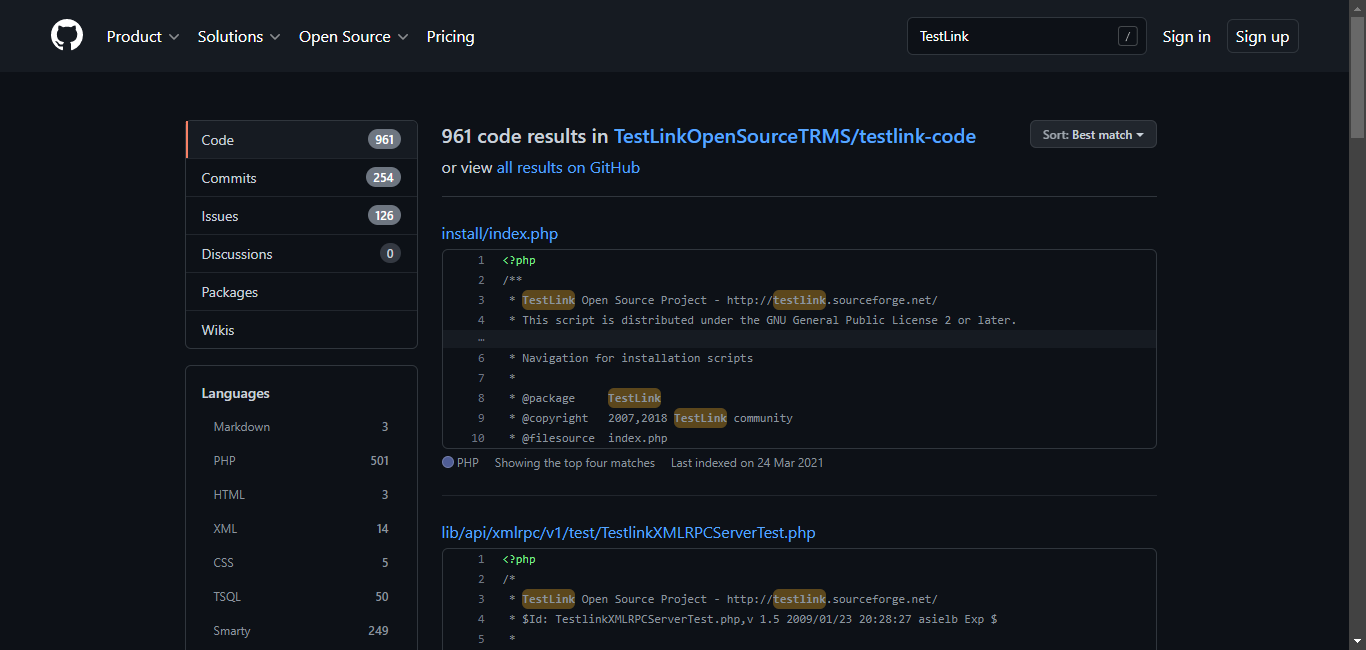 Product Solutions Open Source Pricing TestLink / Sign in Sign up
Code 961
Commits 254
Issues 126
Discussions 0
Packages
Wikis
Languages
Markdown 3
PHP 501
HTML 3
XML 14
CSS 5
TSQL 50
Smarty 249
961 code results in TestLinkOpenSourceTRMS/testlink-code
Sort: Best match
or view all results on GitHub
install/index.php
1 <?php
2 /**
3 * TestLink Open Source Project - http://testlink.sourceforge.net/
4 * This script is distributed under the GNU General Public License 2 or later.
…
6 * Navigation for installation scripts
7 *
8 * @package TestLink
9 * @copyright 2007,2018 TestLink community
10 * @filesource index.php
PHP Showing the top four matches Last indexed on 24 Mar 2021
lib/api/xmlrpc/v1/test/TestlinkXMLRPCServerTest.php
1 <?php
2 /*
3 * TestLink Open Source Project - http://testlink.sourceforge.net/
4 * $Id: TestlinkXMLRPCServerTest.php,v 1.5 2009/01/23 20:28:27 asielb Exp $
5 *